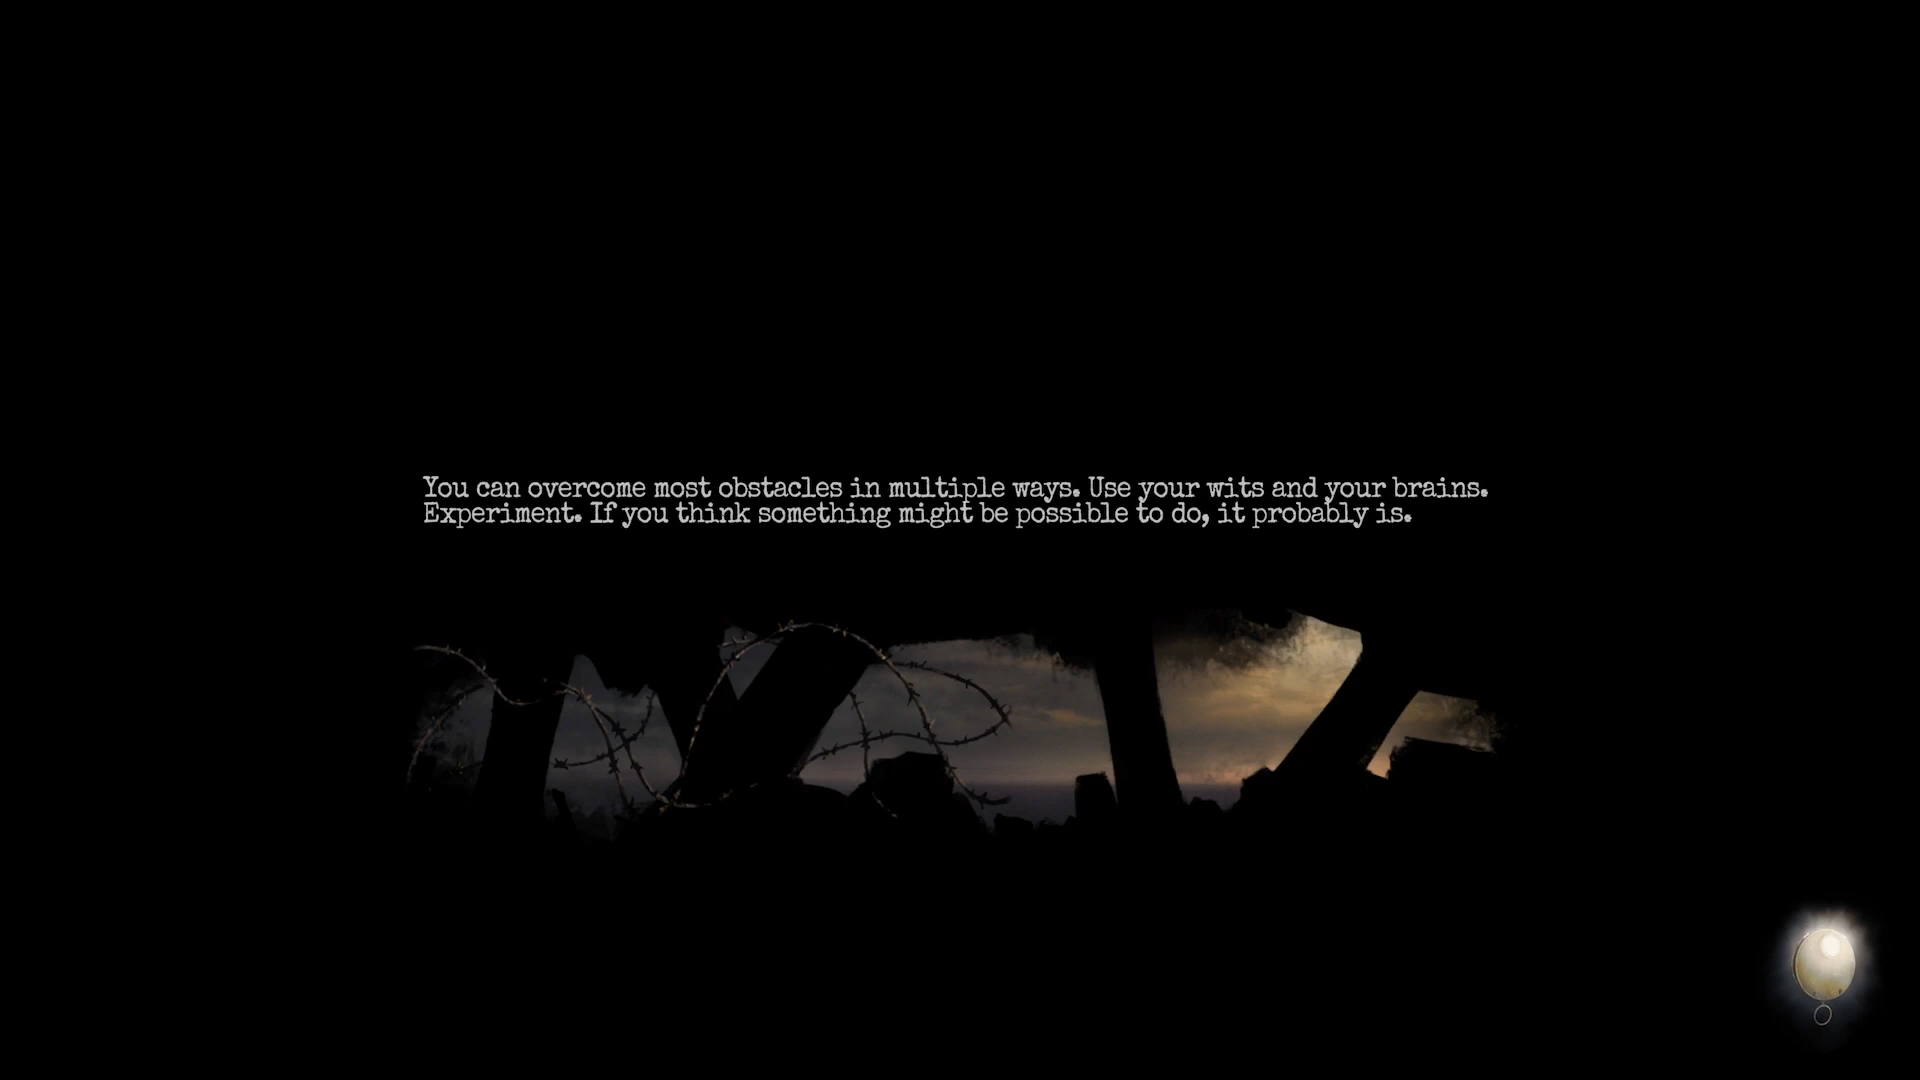 You can overcome most obstacles in multiple ways. Use your wits and your brains.
Experiment. If you think something might be possible to do, it probably is.